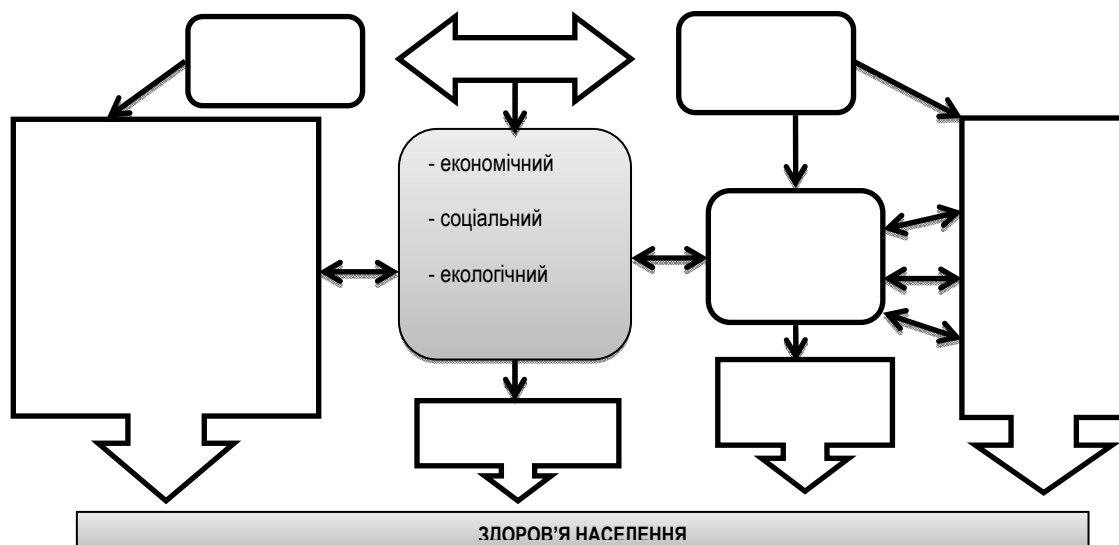 - економічний
- соціальний
- екологічний
ЗДОРОВ'Я НАСЕЛЕННЯ